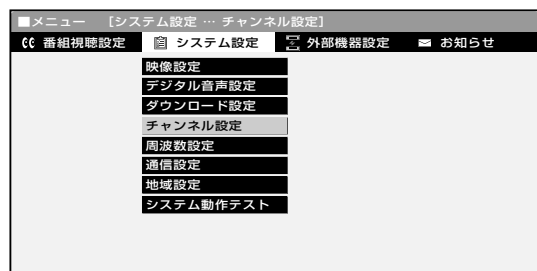 ■メニュー [システム設定 … チャンネル設定]
番組視聴設定 システム設定 外部機器設定 お知らせ
映像設定
デジタル音声設定
ダウンロード設定
チャンネル設定
周波数設定
通信設定
地域設定
システム動作テスト